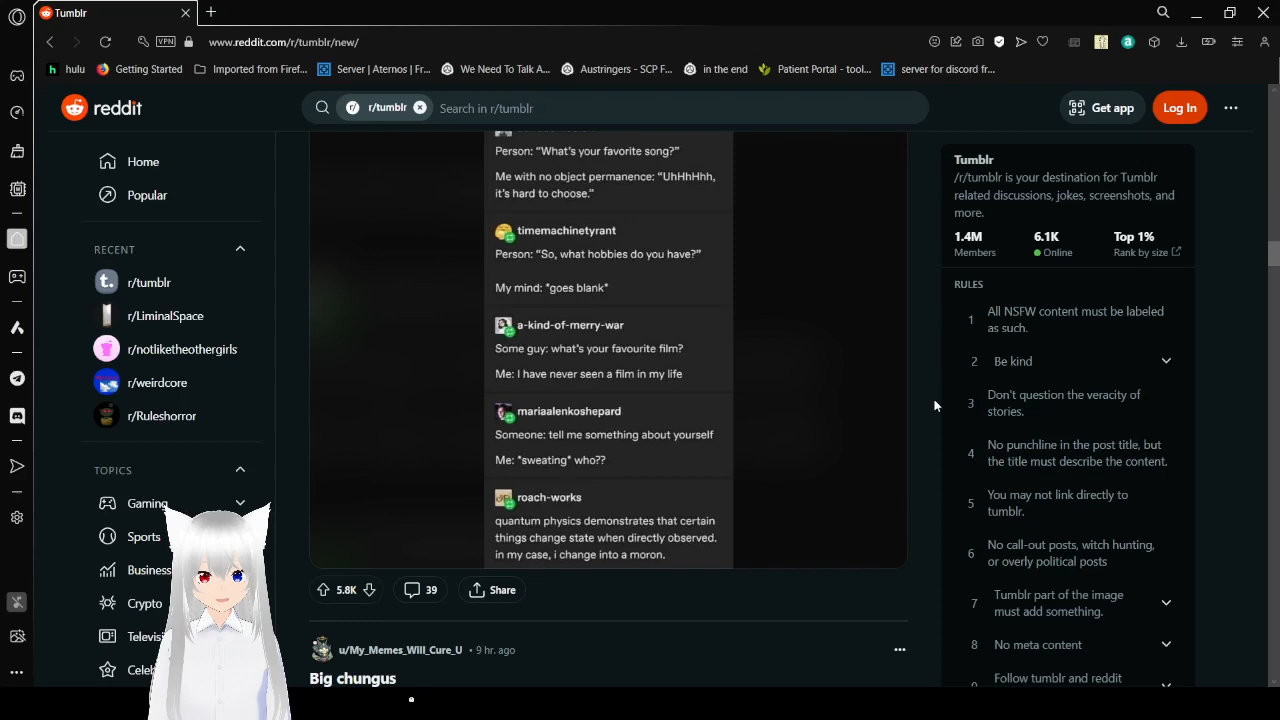 Tumblr
VPN
www.reddit.com/r/tumblr/new/
hulu
Getting Started
Imported from Firef...
Server | Aternos | Fr...
We Need To Talk A...
Austringers - SCP F...
in the end
Patient Portal - tool...
server for discord fr...
reddit
r/ r/tumblr
Search in r/tumblr
Get app
Log In
Home
Popular
RECENT
r/tumblr
r/LiminalSpace
r/notliketheothergirls
r/weirdcore
r/Ruleshorror
TOPICS
Gaming
Sports
Business
Crypto
Televisi
Celeb
Person: “What’s your favorite song?”
Me with no object permanence: “UhHhHhh,
it’s hard to choose.”
timemachinetyrant
Person: “So, what hobbies do you have?”
My mind: *goes blank*
a-kind-of-merry-war
Some guy: what’s your favourite film?
Me: I have never seen a film in my life
mariaalenkoshepard
Someone: tell me something about yourself
Me: *sweating* who??
roach-works
quantum physics demonstrates that certain
things change state when directly observed.
in my case, i change into a moron.
5.8K
39
Share
u/My_Memes_Will_Cure_U • 9 hr. ago
Big chungus
Tumblr
/r/tumblr is your destination for Tumblr
related discussions, jokes, screenshots, and
more.
1.4M
Members
6.1K
Online
Top 1%
Rank by size
RULES
1 All NSFW content must be labeled
as such.
2 Be kind
3 Don't question the veracity of
stories.
4 No punchline in the post title, but
the title must describe the content.
5 You may not link directly to
tumblr.
6 No call-out posts, witch hunting,
or overly political posts
7 Tumblr part of the image
must add something.
8 No meta content
Follow tumblr and reddit